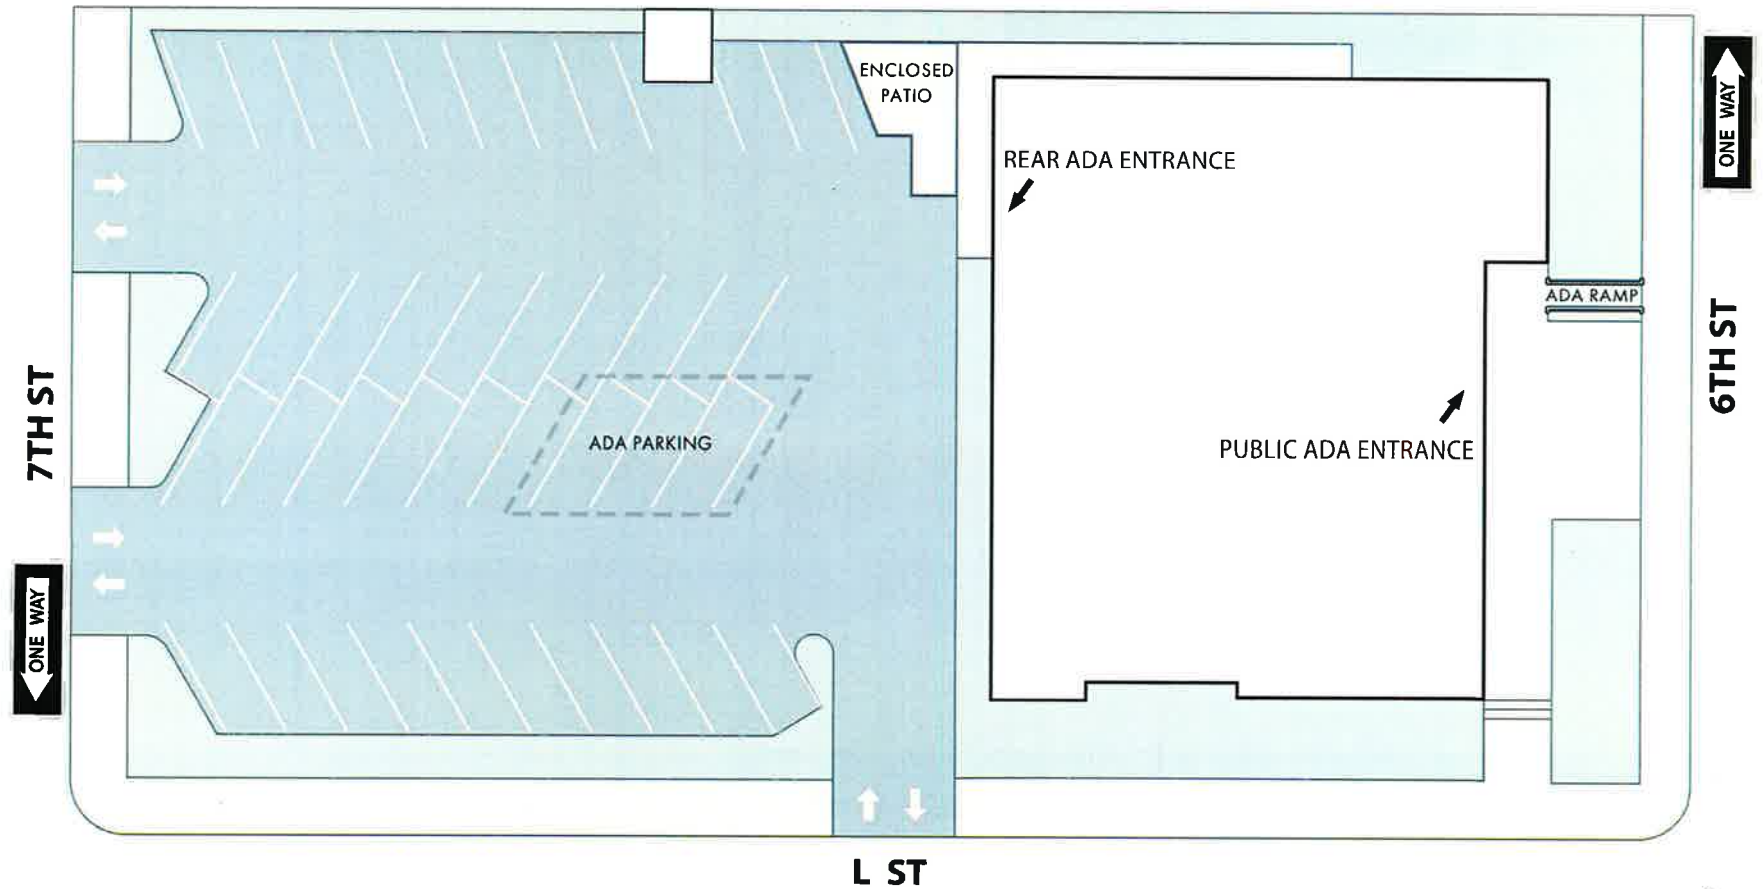 ENCLOSED
PATIO
ONE WAY
REAR ADA ENTRANCE
ADA RAMP
7TH ST
6TH ST
ADA PARKING
PUBLIC ADA ENTRANCE
ONE WAY
L ST